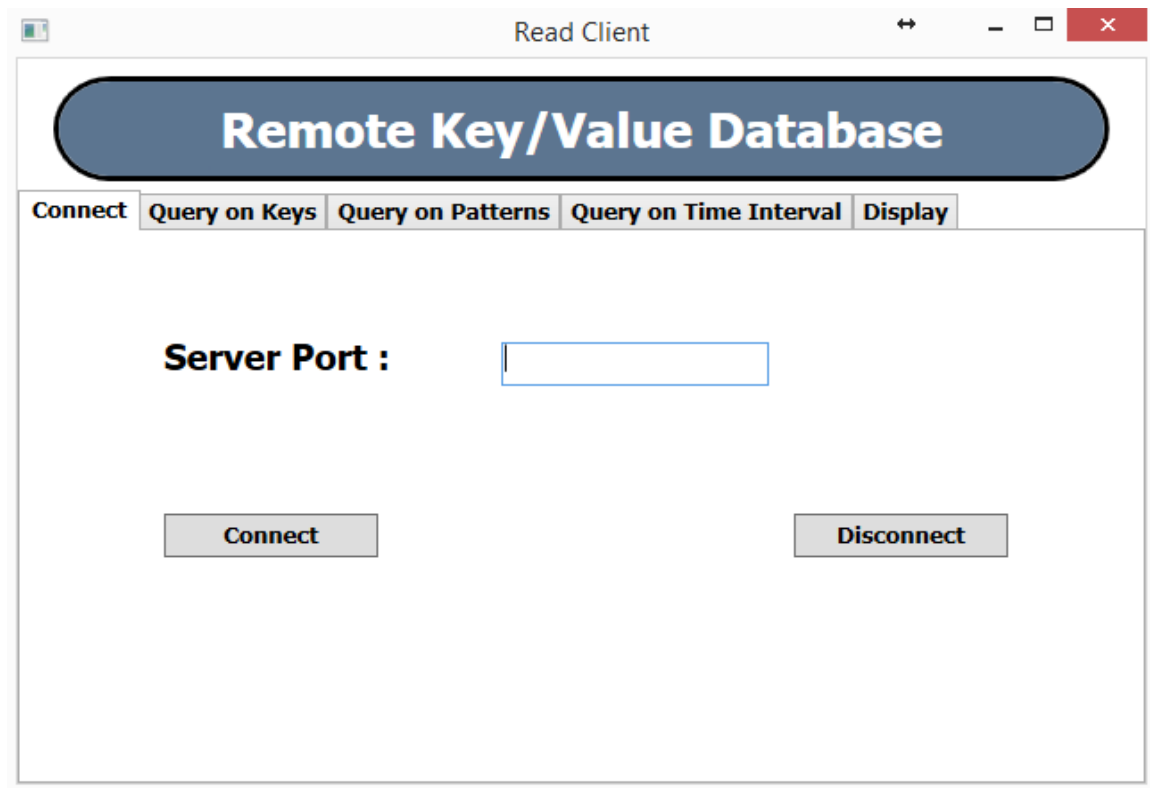 Read Client
Remote Key/Value Database
Connect Query on Keys Query on Patterns Query on Time Interval Display
Server Port :
Connect Disconnect